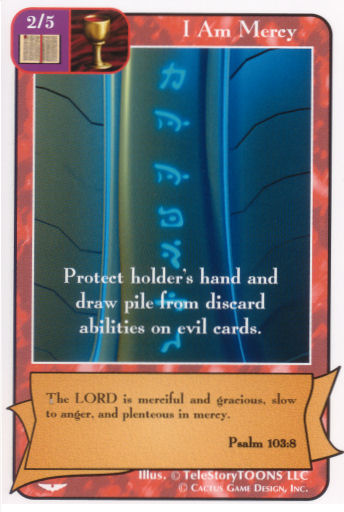 2/5
I Am Mercy
Protect holder's hand and
draw pile from discard
abilities on evil cards.
The LORD is merciful and gracious, slow
to anger, and plenteous in mercy.
Psalm 103:8
Illus. © TeleStoryTOONS LLC
© Cactus Game Design, Inc.